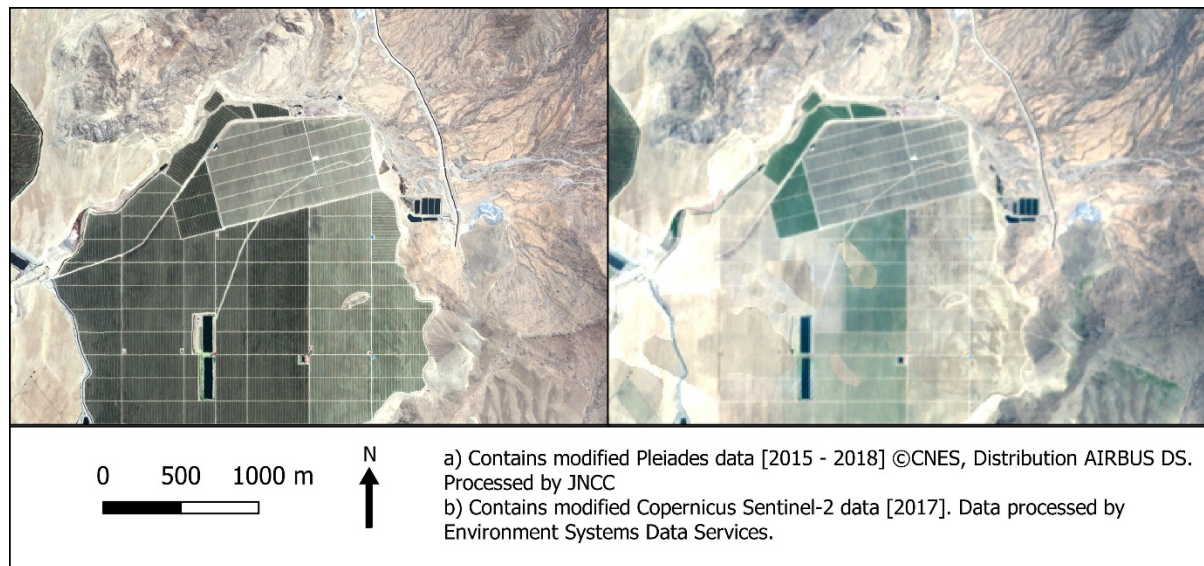 0 500 1000 m
N
a) Contains modified Pleiades data [2015 - 2018] ©CNES, Distribution AIRBUS DS.
Processed by JNCC
b) Contains modified Copernicus Sentinel-2 data [2017]. Data processed by
Environment Systems Data Services.